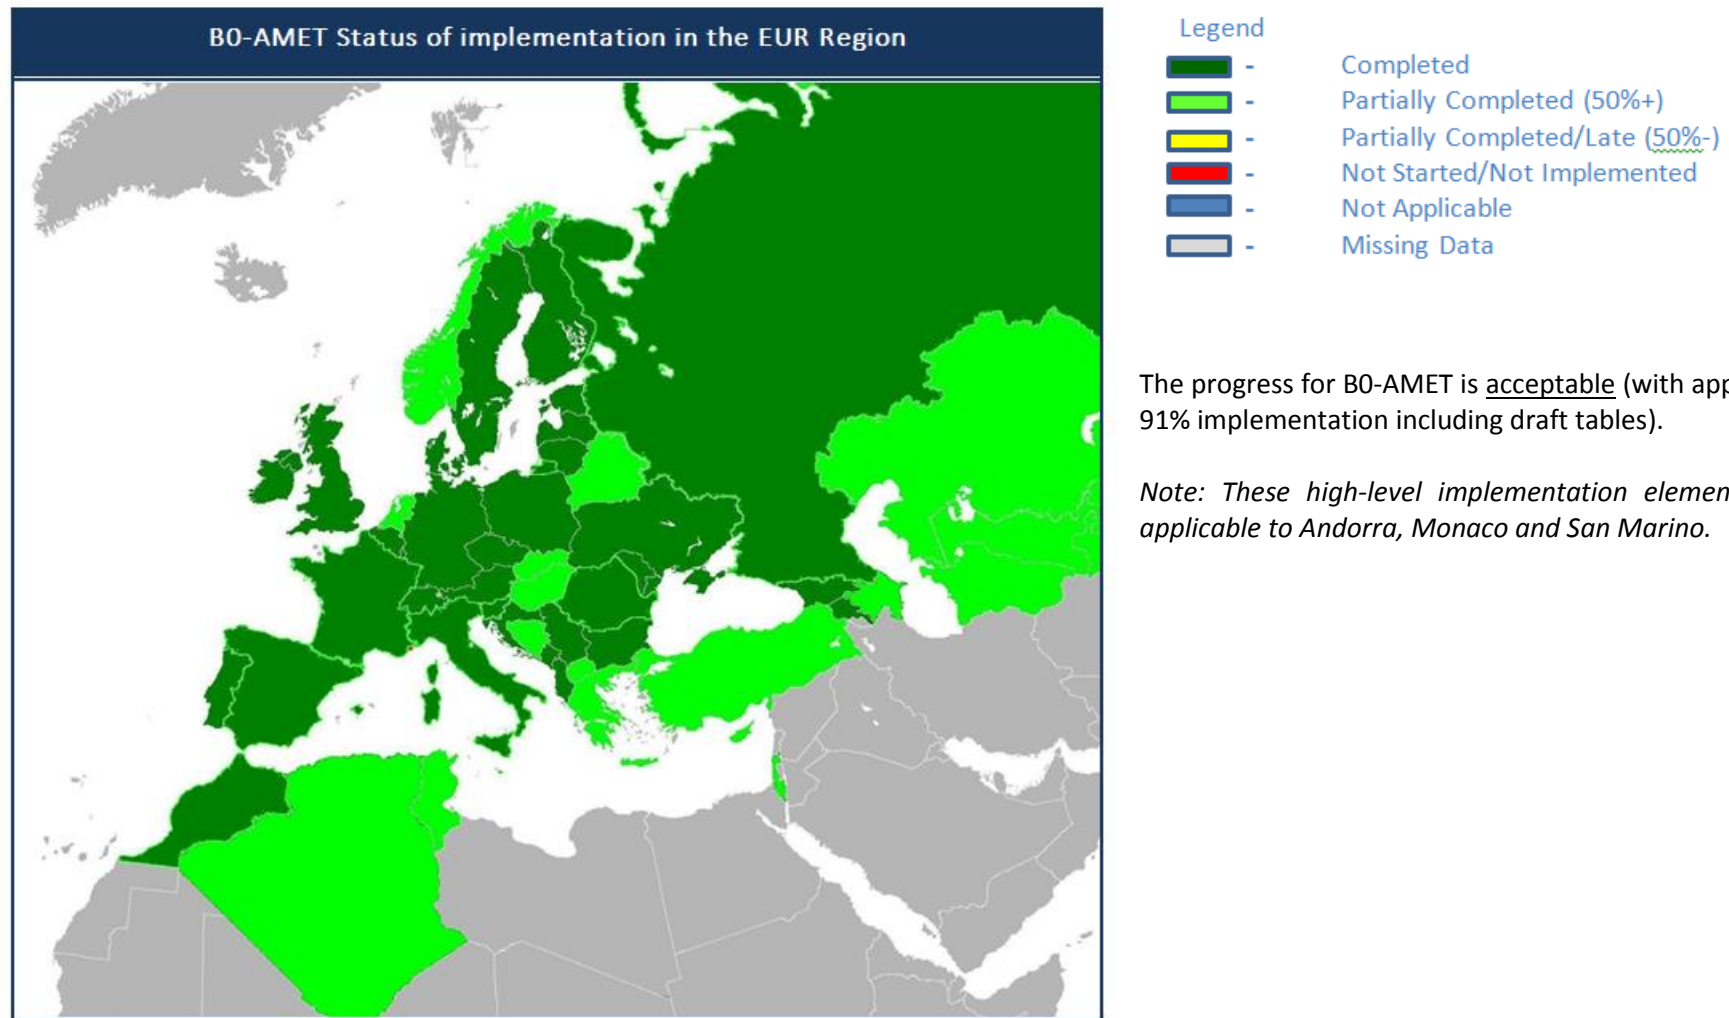 B0-AMET Status of implementation in the EUR Region
Legend
- Completed
- Partially Completed (50%+)
- Partially Completed/Late (50%-)
- Not Started/Not Implemented
- Not Applicable
- Missing Data
The progress for B0-AMET is acceptable (with
91% implementation including draft tables).
Note: These high-level implementation
applicable to Andorra, Monaco and San Marino.